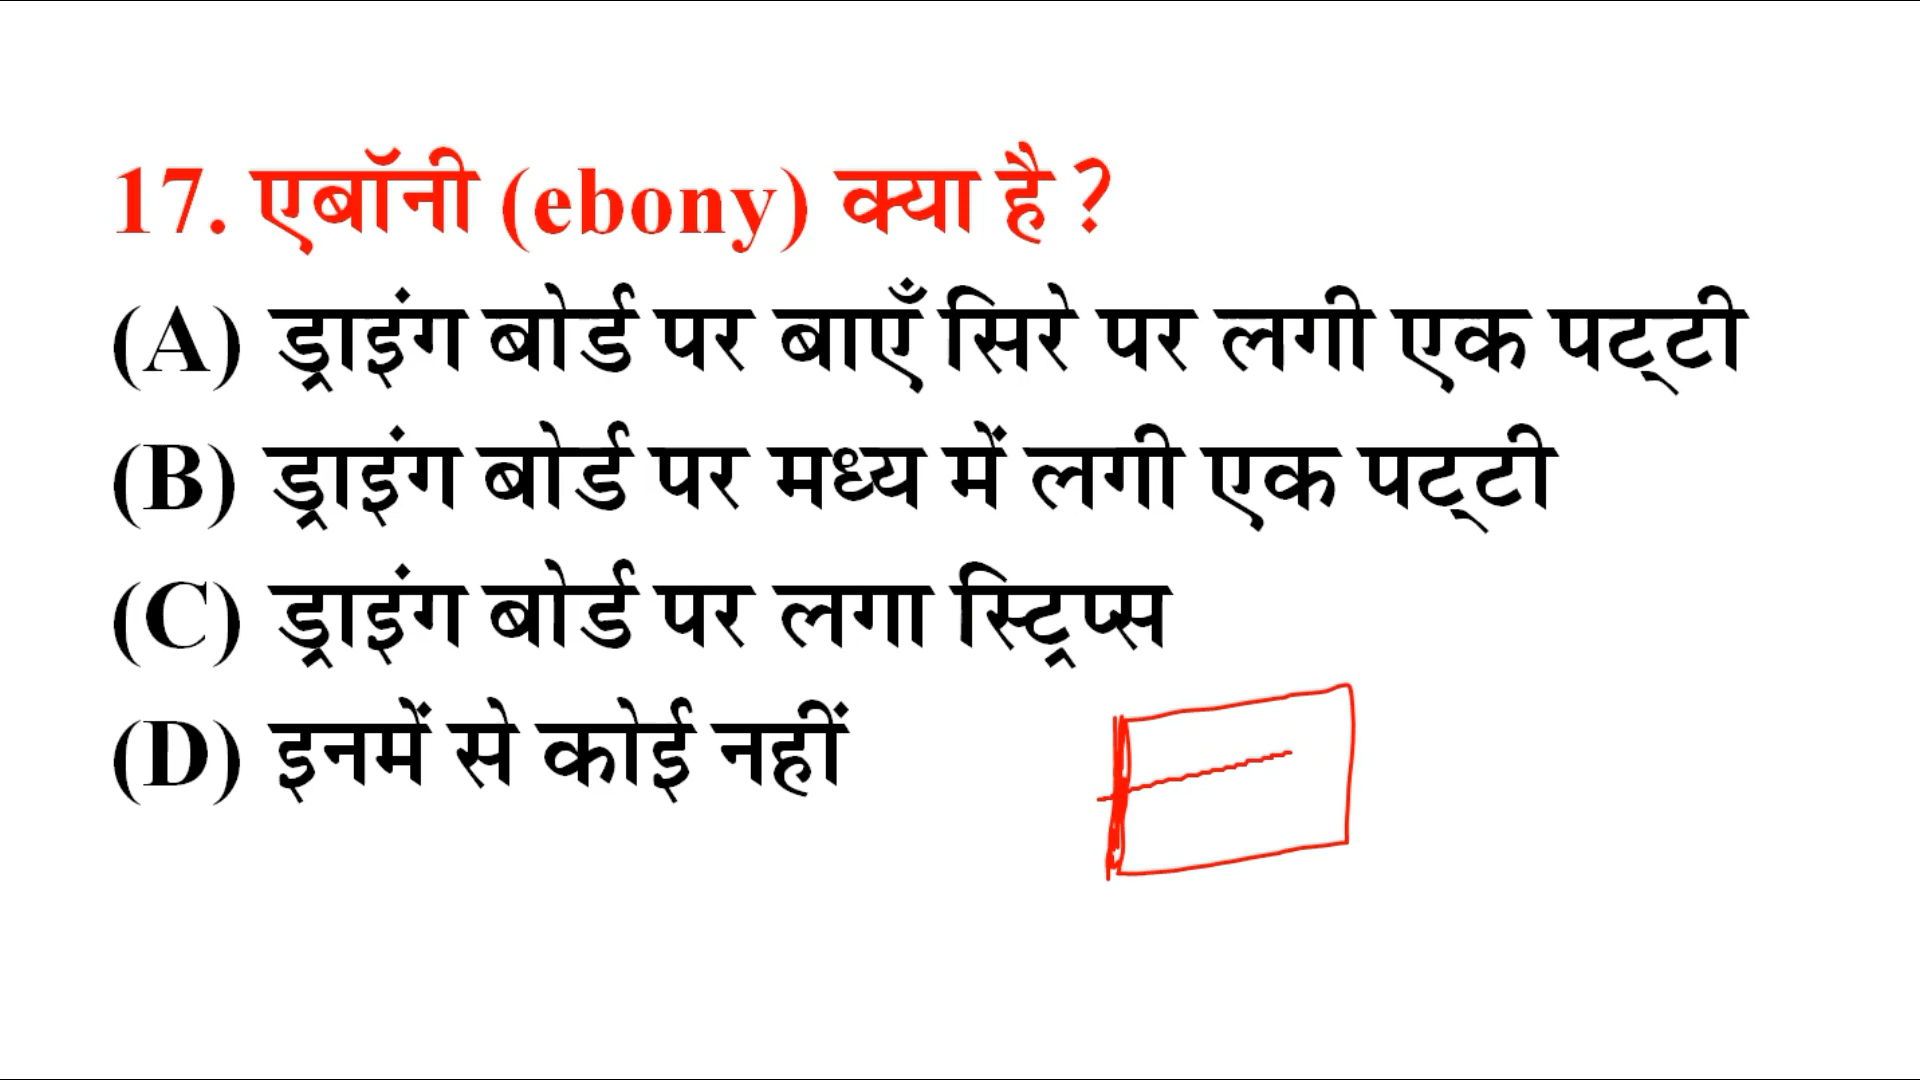 17. एबॉनी (ebony) क्या है ?
(A) ड्राइंग बोर्ड पर बाएँ सिरे पर लगी एक पट्टी
(B) ड्राइंग बोर्ड पर मध्य में लगी एक पट्टी
(C) ड्राइंग बोर्ड पर लगा स्ट्रिप्स
(D) इनमें से कोई नहीं